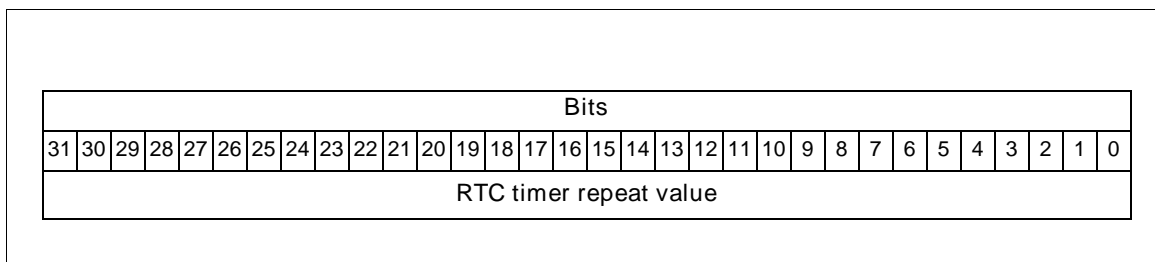 Bits
31 30 29 28 27 26 25 24 23 22 21 20 19 18 17 16 15 14 13 12 11 10 9 8 7 6 5 4 3 2 1 0
RTC timer repeat value